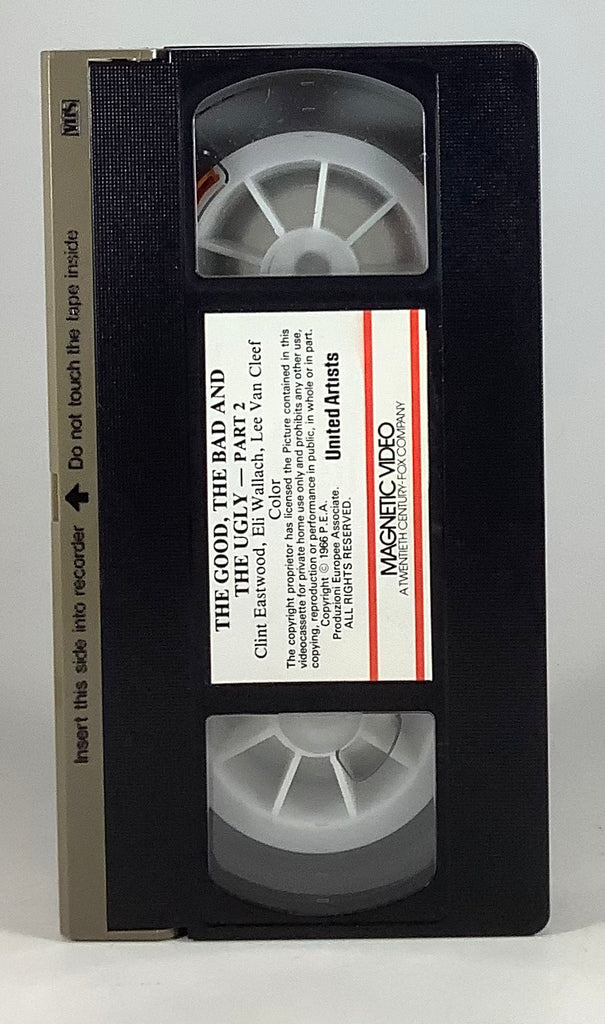 Insert this side into recorder ↑ Do not touch the tape inside VHS
THE GOOD, THE BAD AND
THE UGLY — PART 2
Clint Eastwood, Eli Wallach, Lee Van Cleef
Color
The copyright proprietor has licensed the Picture contained in this
videocassette for private home use only and prohibits any other use,
copying, reproduction or performance in public, in whole or in part.
Copyright © 1966 P.E.A.
Produzioni Europee Associate.
ALL RIGHTS RESERVED.
United Artists
MAGNETIC VIDEO
A TWENTIETH CENTURY-FOX COMPANY